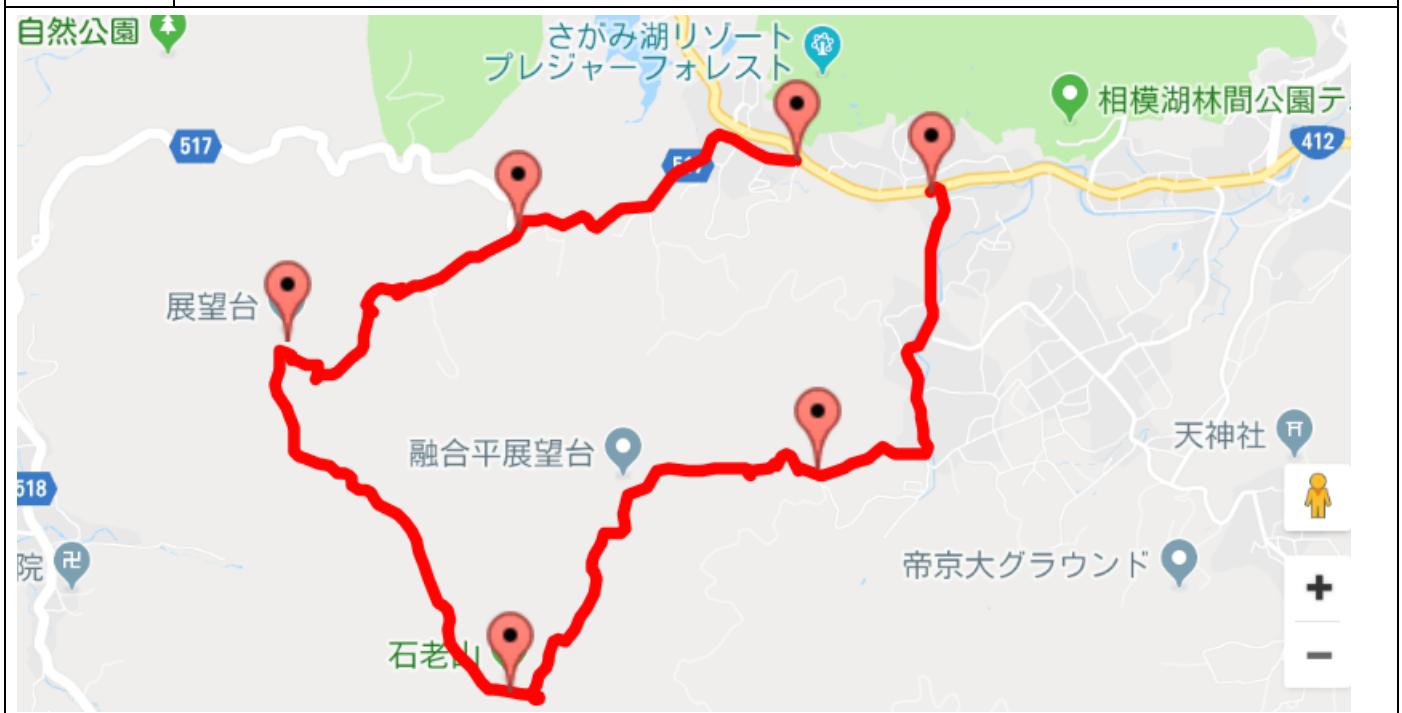 自然公園
さがみ湖リゾート
プレジャーフォレスト
相模湖林間公園テ
517
412
展望台
融合平展望台
天神社
518
院
帝京大グラウンド
石老山